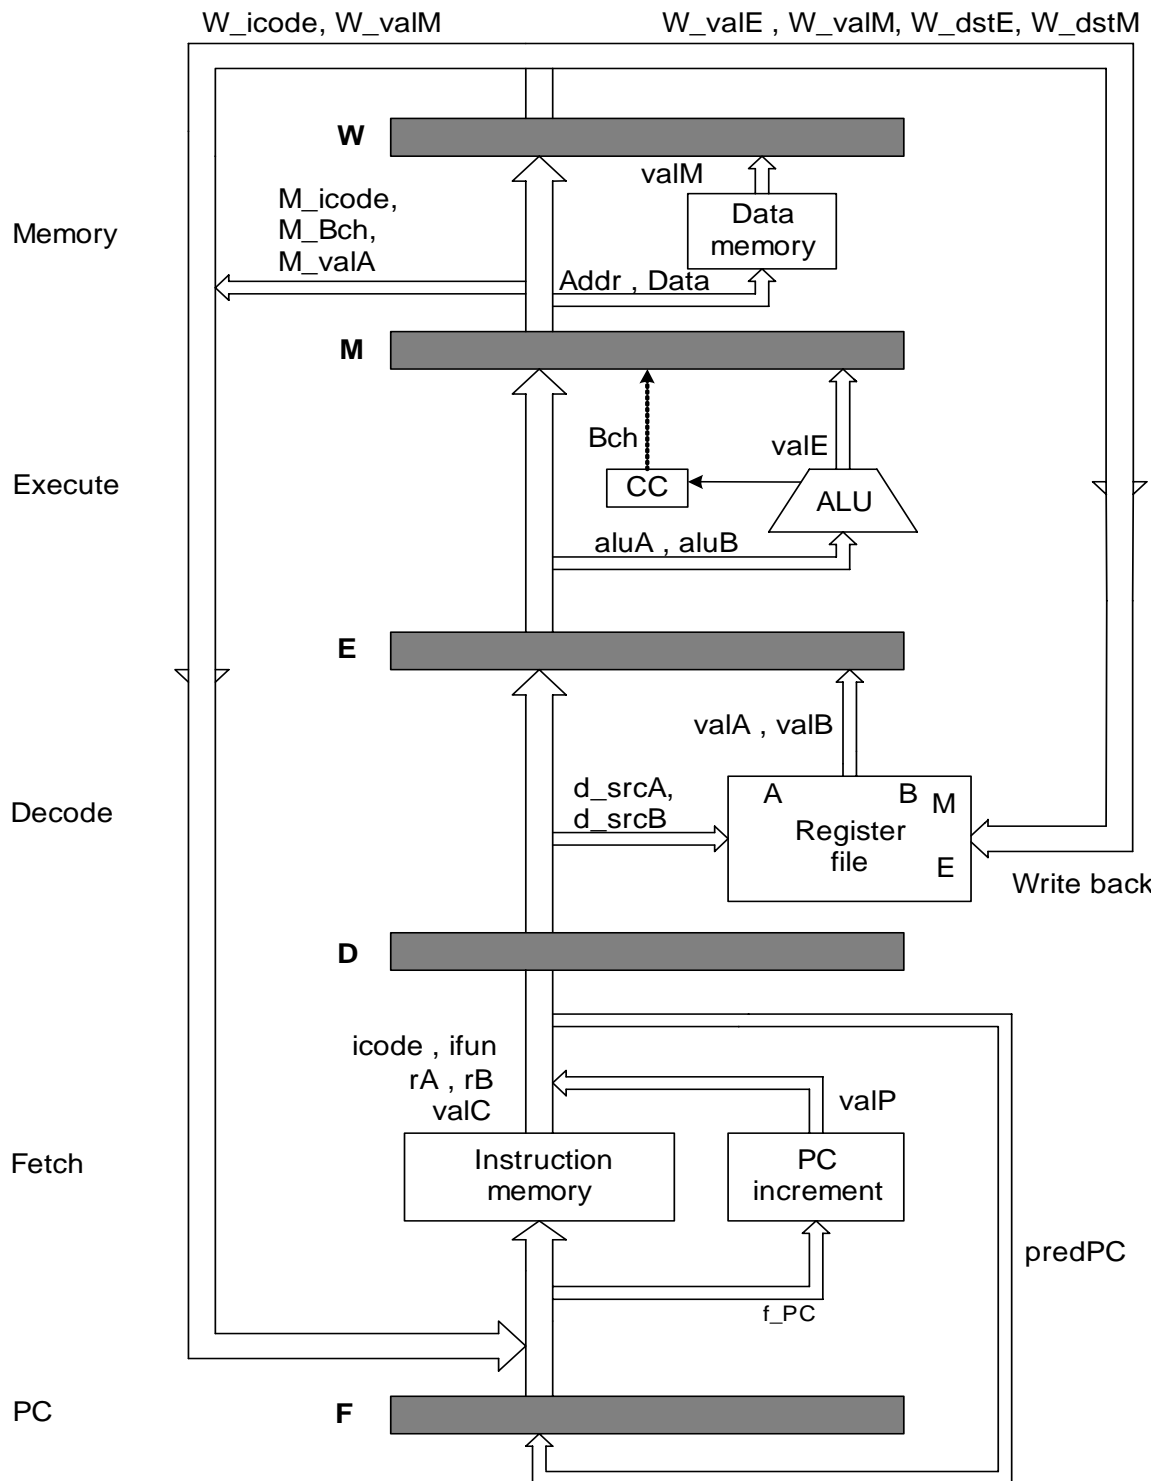 W_icode, W_valM
W_valE , W_valM, W_dstE, W_dstM
W
valM
M_icode,
M_Bch,
M_valA
Data
memory
Memory
Addr , Data
M
Bch
valE
Execute
CC
ALU
aluA , aluB
E
valA , valB
d_srcA,
d_srcB
A
B
M
Register
file
E
Decode
Write back
D
icode , ifun
rA , rB
valC
valP
Fetch
Instruction
memory
PC
increment
predPC
f_PC
PC
F